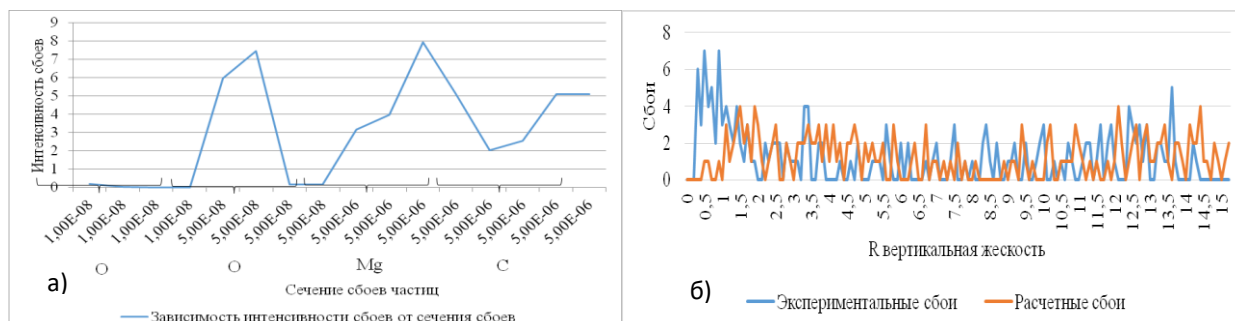 9
8
7
6
5
4
3
2
1
0
Интенсивность сбоев
1,00E-08
1,00E-08
1,00E-08
1,00E-08
5,00E-08
5,00E-08
5,00E-08
5,00E-06
5,00E-06
5,00E-06
5,00E-06
5,00E-06
5,00E-06
5,00E-06
5,00E-06
5,00E-06
O O Mg C
а)
Сечение сбоев частиц
Зависимость интенсивности сбоев от сечения сбоев
8
6
4
2
0
Сбои
0 0,5 1 1,5 2 2,5 3 3,5 4 4,5 5 5,5 6 6,5 7 7,5 8 8,5 9 9,5 10 10,5 11 11,5 12 12,5 13 13,5 14 14,5 15
R вертикальная жескость
б)
Экспериментальные сбои Расчетные сбои